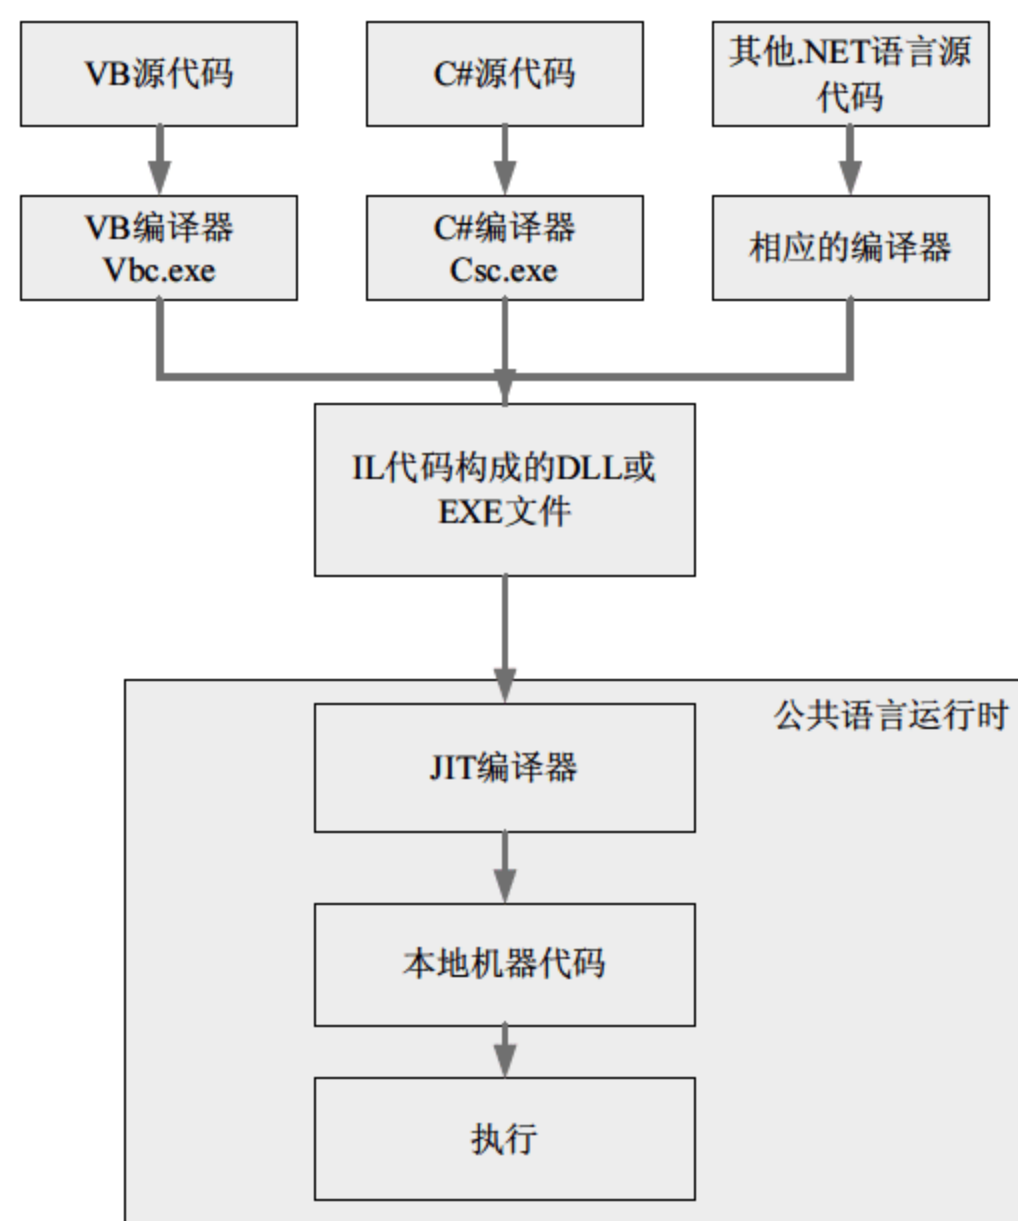 VB源代码
C#源代码
其他.NET语言源
代码
VB编译器
Vbc.exe
C#编译器
Csc.exe
相应的编译器
IL代码构成的DLL或
EXE文件
公共语言运行时
JIT编译器
本地机器代码
执行